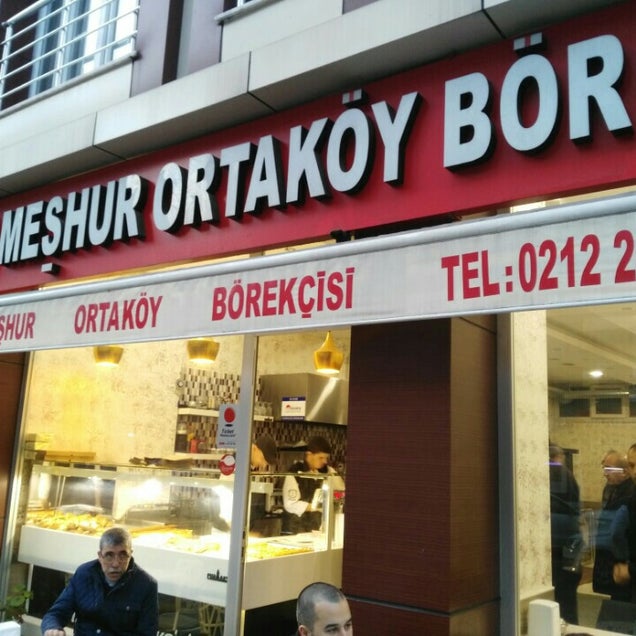 MEŞHUR ORTAKÖY BÖR
ŞHUR ORTAKÖY BÖREKÇİSİ TEL:0212 2